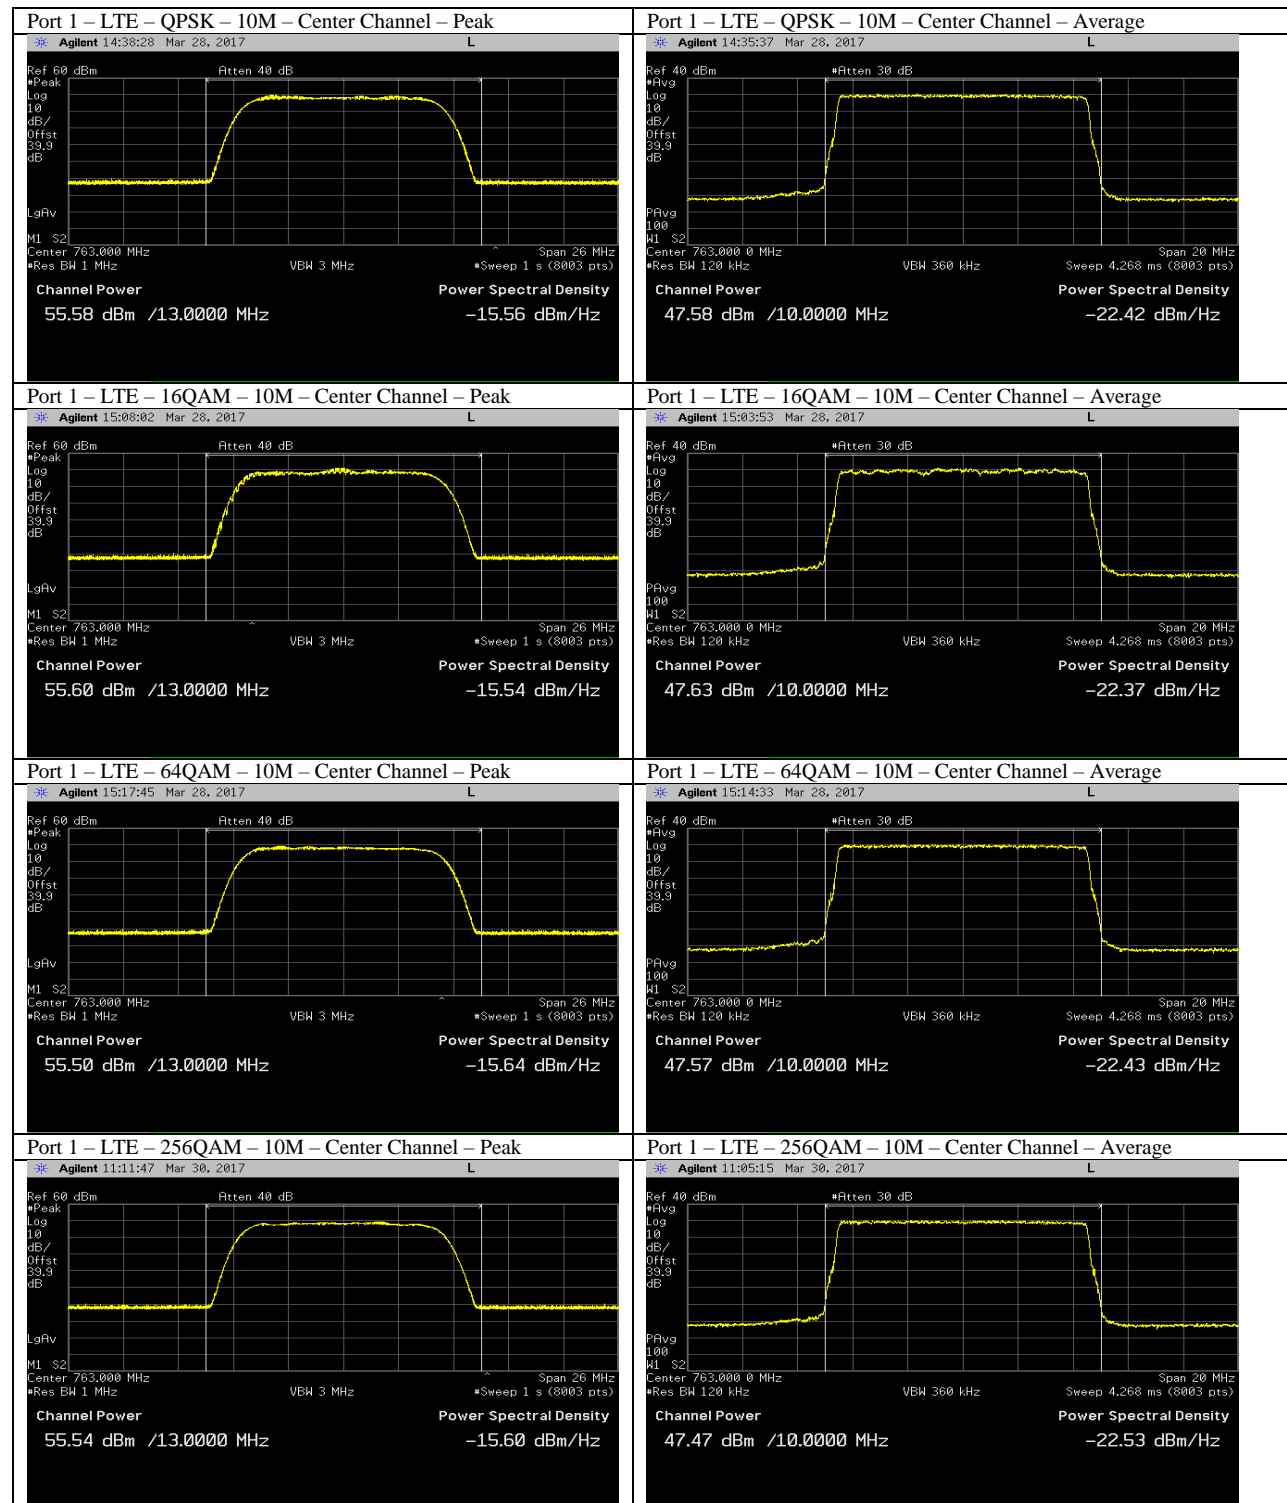 Port 1 – LTE – QPSK – 10M – Center Channel – Peak
Agilent 14:38:28 Mar 28, 2017 L
Ref 60 dBm Atten 40 dB
#Peak
Log
10
dB/
Offst
39.9
dB
LgAv
M1 S2
Center 763.000 MHz Span 26 MHz
#Res BW 1 MHz VBW 3 MHz #Sweep 1 s (8003 pts)
Channel Power Power Spectral Density
55.58 dBm /13.0000 MHz -15.56 dBm/Hz
Port 1 – LTE – QPSK – 10M – Center Channel – Average
Agilent 14:35:37 Mar 28, 2017 L
Ref 40 dBm #Atten 30 dB
#Avg
Log
10
dB/
Offst
39.9
dB
PAvg
100
W1 S2
Center 763.000 0 MHz Span 20 MHz
#Res BW 120 kHz VBW 360 kHz Sweep 4.268 ms (8003 pts)
Channel Power Power Spectral Density
47.58 dBm /10.0000 MHz -22.42 dBm/Hz
Port 1 – LTE – 16QAM – 10M – Center Channel – Peak
Agilent 15:08:02 Mar 28, 2017 L
Ref 60 dBm Atten 40 dB
#Peak
Log
10
dB/
Offst
39.9
dB
LgAv
M1 S2
Center 763.000 MHz Span 26 MHz
#Res BW 1 MHz VBW 3 MHz #Sweep 1 s (8003 pts)
Channel Power Power Spectral Density
55.60 dBm /13.0000 MHz -15.54 dBm/Hz
Port 1 – LTE – 16QAM – 10M – Center Channel – Average
Agilent 15:03:53 Mar 28, 2017 L
Ref 40 dBm #Atten 30 dB
#Avg
Log
10
dB/
Offst
39.9
dB
PAvg
100
W1 S2
Center 763.000 0 MHz Span 20 MHz
#Res BW 120 kHz VBW 360 kHz Sweep 4.268 ms (8003 pts)
Channel Power Power Spectral Density
47.63 dBm /10.0000 MHz -22.37 dBm/Hz
Port 1 – LTE – 64QAM – 10M – Center Channel – Peak
Agilent 15:17:45 Mar 28, 2017 L
Ref 60 dBm Atten 40 dB
#Peak
Log
10
dB/
Offst
39.9
dB
LgAv
M1 S2
Center 763.000 MHz Span 26 MHz
#Res BW 1 MHz VBW 3 MHz #Sweep 1 s (8003 pts)
Channel Power Power Spectral Density
55.50 dBm /13.0000 MHz -15.64 dBm/Hz
Port 1 – LTE – 64QAM – 10M – Center Channel – Average
Agilent 15:14:33 Mar 28, 2017 L
Ref 40 dBm #Atten 30 dB
#Avg
Log
10
dB/
Offst
39.9
dB
PAvg
100
W1 S2
Center 763.000 0 MHz Span 20 MHz
#Res BW 120 kHz VBW 360 kHz Sweep 4.268 ms (8003 pts)
Channel Power Power Spectral Density
47.57 dBm /10.0000 MHz -22.43 dBm/Hz
Port 1 – LTE – 256QAM – 10M – Center Channel – Peak
Agilent 11:11:47 Mar 30, 2017 L
Ref 60 dBm Atten 40 dB
#Peak
Log
10
dB/
Offst
39.9
dB
LgAv
M1 S2
Center 763.000 MHz Span 26 MHz
#Res BW 1 MHz VBW 3 MHz #Sweep 1 s (8003 pts)
Channel Power Power Spectral Density
55.54 dBm /13.0000 MHz -15.60 dBm/Hz
Port 1 – LTE – 256QAM – 10M – Center Channel – Average
Agilent 11:05:15 Mar 30, 2017 L
Ref 40 dBm #Atten 30 dB
#Avg
Log
10
dB/
Offst
39.9
dB
PAvg
100
W1 S2
Center 763.000 0 MHz Span 20 MHz
#Res BW 120 kHz VBW 360 kHz Sweep 4.268 ms (8003 pts)
Channel Power Power Spectral Density
47.47 dBm /10.0000 MHz -22.53 dBm/Hz